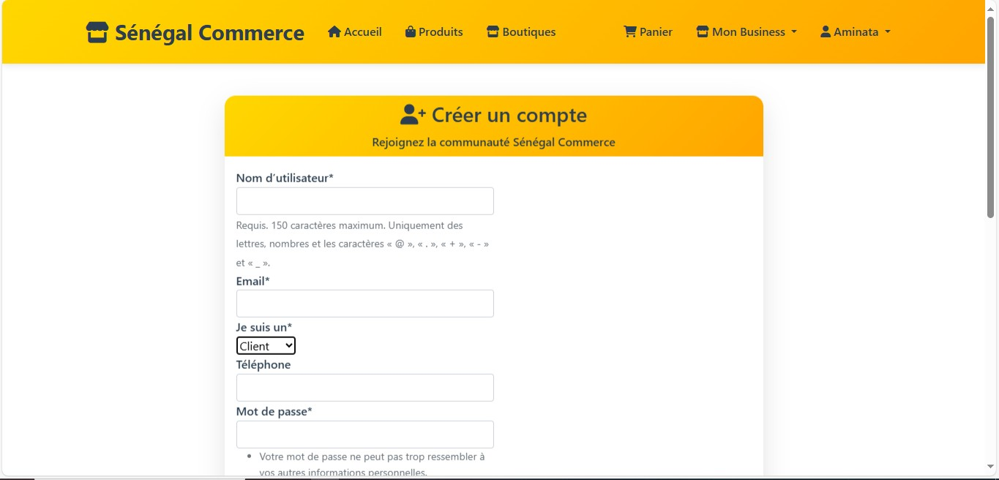 Sénégal Commerce Accueil Produits Boutiques Panier Mon Business Aminata
Créer un compte
Rejoignez la communauté Sénégal Commerce
Nom d’utilisateur*
Requis. 150 caractères maximum. Uniquement des
lettres, nombres et les caractères « @ », « . », « + », « - »
et « _ ».
Email*
Je suis un*
Client
Téléphone
Mot de passe*
• Votre mot de passe ne peut pas trop ressembler à
vos autres informations personnelles.